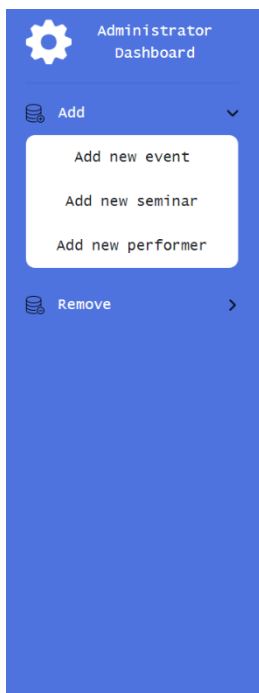 Administrator
Dashboard
Add
Add new event
Add new seminar
Add new performer
Remove